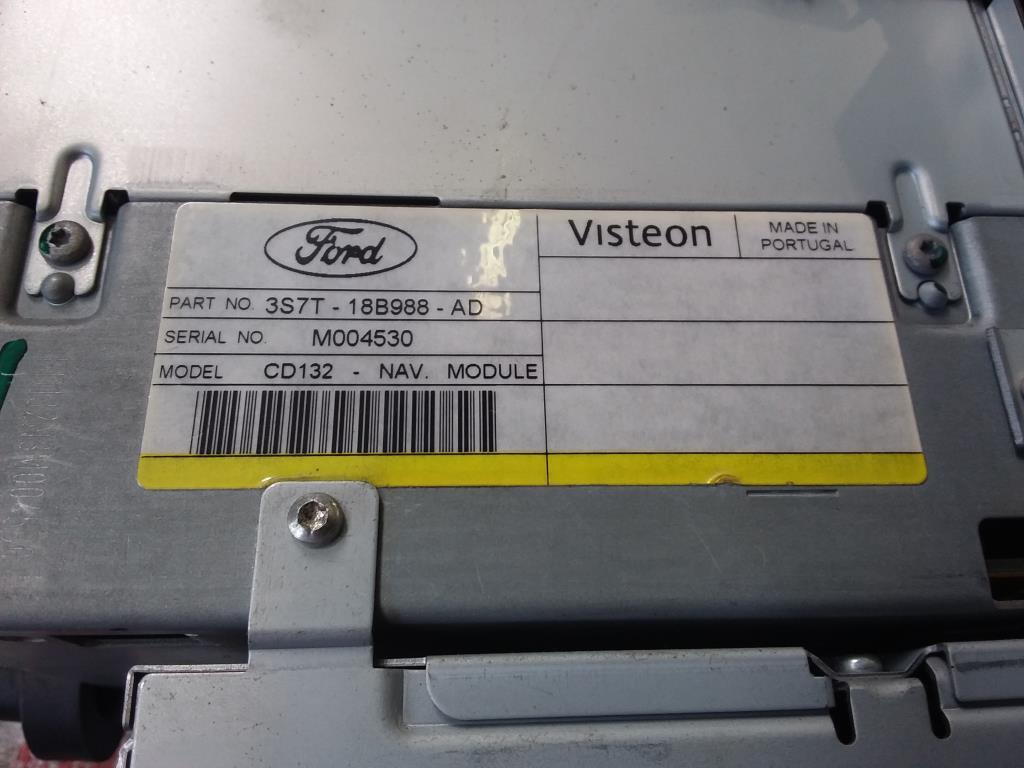 Ford
Visteon
MADE IN
PORTUGAL
PART NO. 3S7T - 18B988 - AD
SERIAL NO. M004530
MODEL CD132 - NAV. MODULE